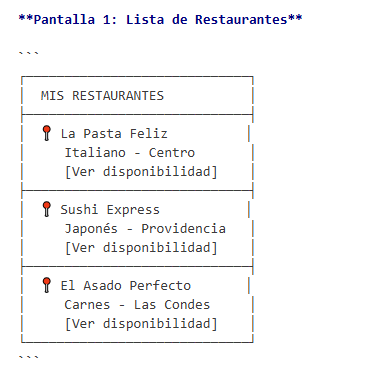 **Pantalla 1: Lista de Restaurantes**
```
MIS RESTAURANTES
📍 La Pasta Feliz
Italiano - Centro
[Ver disponibilidad]
📍 Sushi Express
Japonés - Providencia
[Ver disponibilidad]
📍 El Asado Perfecto
Carnes - Las Condes
[Ver disponibilidad]
```